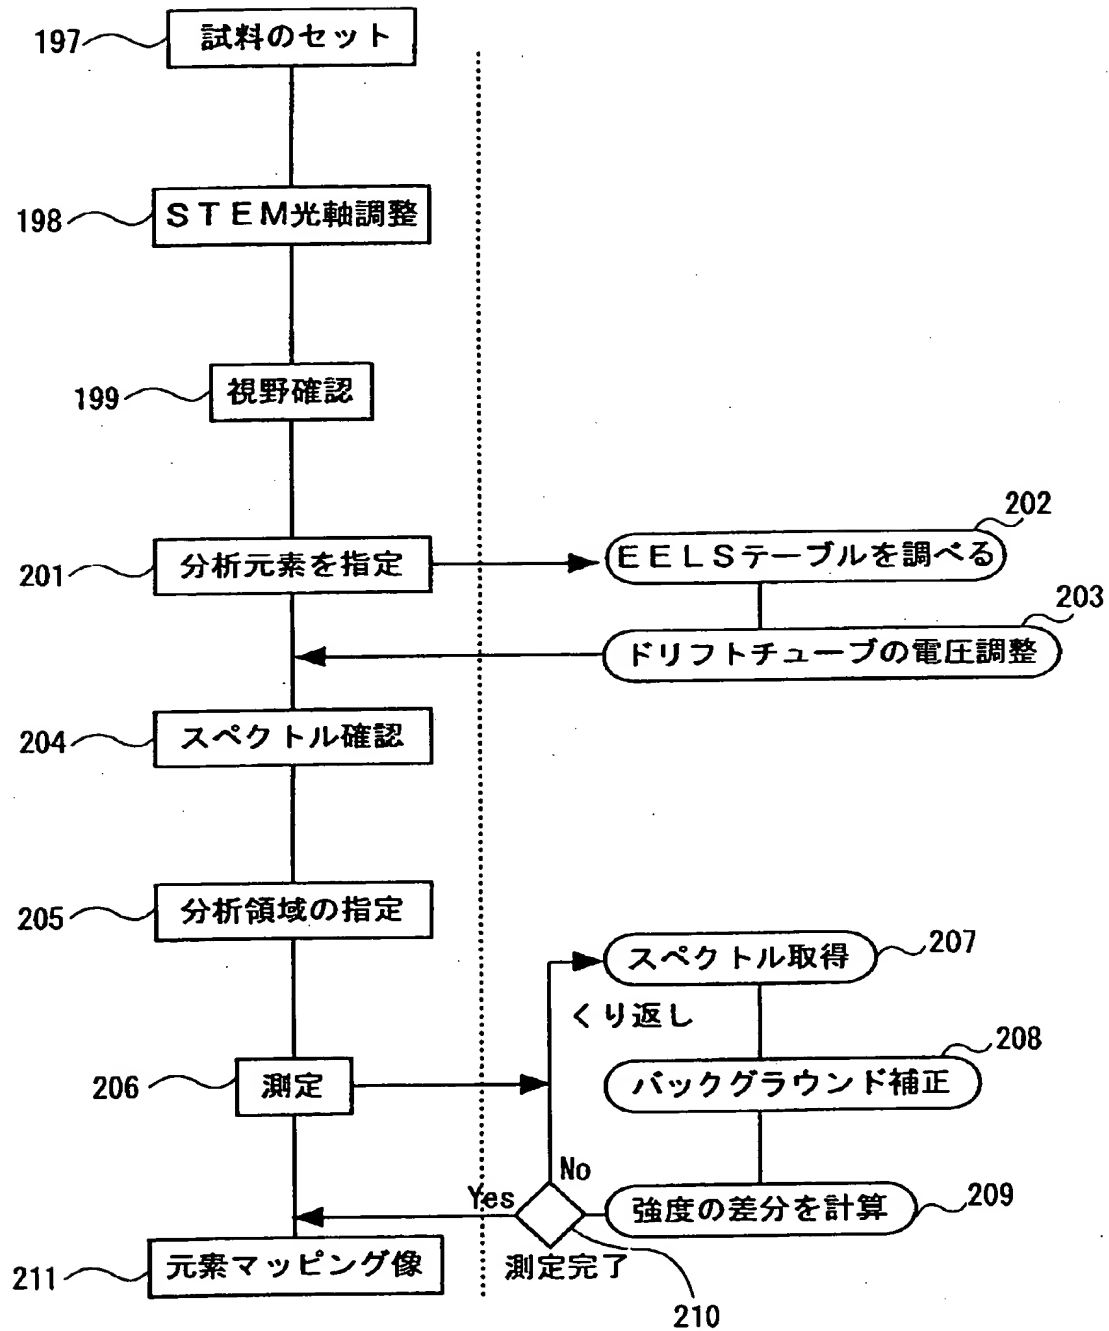 197 試料のセット
198 STEM光軸調整
199 視野確認
202
201 分析元素を指定 EELSテーブルを調べる
203
ドリフトチューブの電圧調整
204 スペクトル確認
205 分析領域の指定
スペクトル取得 207
くり返し
208
206 測定 バックグラウンド補正
No
Yes 強度の差分を計算 209
211 元素マッピング像 測定完了
210